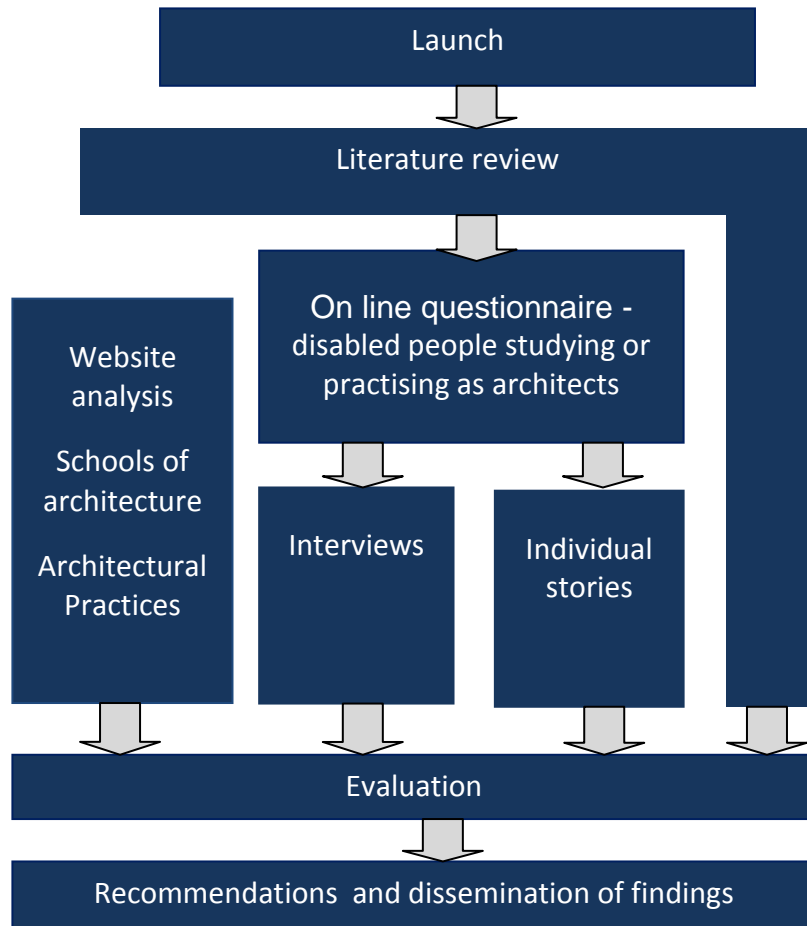 Launch
Literature review
On line questionnaire -
disabled people studying or
practising as architects
Website
analysis
Schools of
architecture
Architectural
Practices
Interviews
Individual
stories
Evaluation
Recommendations and dissemination of findings